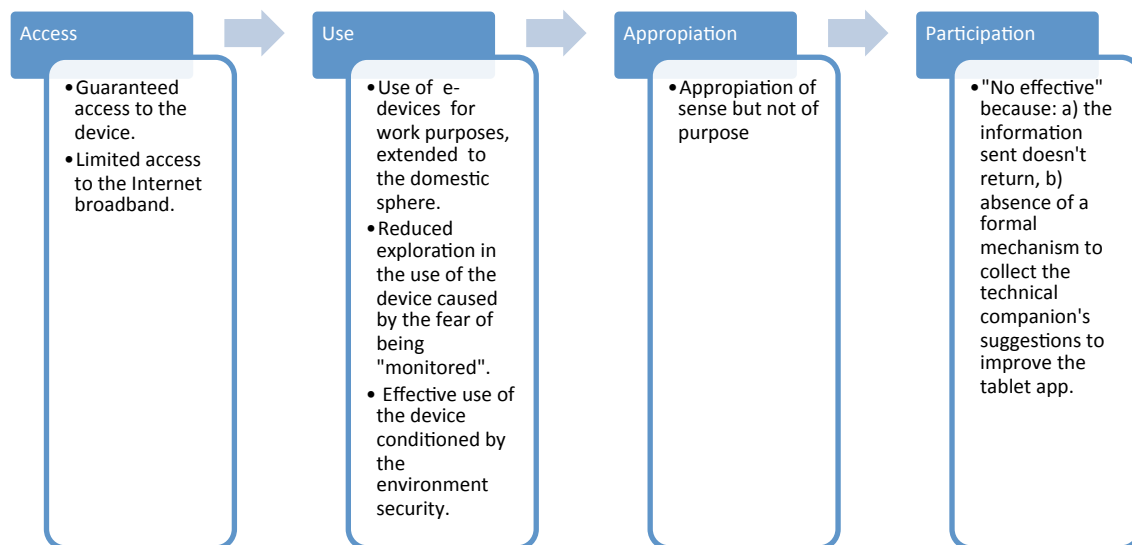 Access
•Guaranteed
access to the
device.
•Limited access
to the Internet
broadband.
Use
•Use of e-
devices for
work purposes,
extended to
the domestic
sphere.
•Reduced
exploration in
the use of the
device caused
by the fear of
being
"monitored".
• Effective use of
the device
conditioned by
the
environment
security.
Appropiation
•Appropiation of
sense but not of
purpose
Participation
•"No effective"
because: a) the
information
sent doesn't
return, b)
absence of a
formal
mechanism to
collect the
technical
companion's
suggestions to
improve the
tablet app.